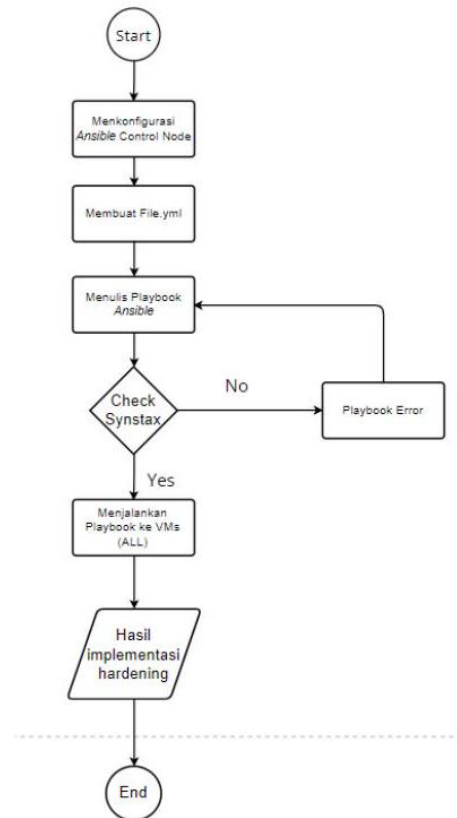 Start
Menkonfigurasi
Ansible Control Node
Membuat File.yml
Menulis Playbook
Ansible
Check
Synstax
No
Playbook Error
Yes
Menjalankan
Playbook ke VMs
(ALL)
Hasil
implementasi
hardening
End